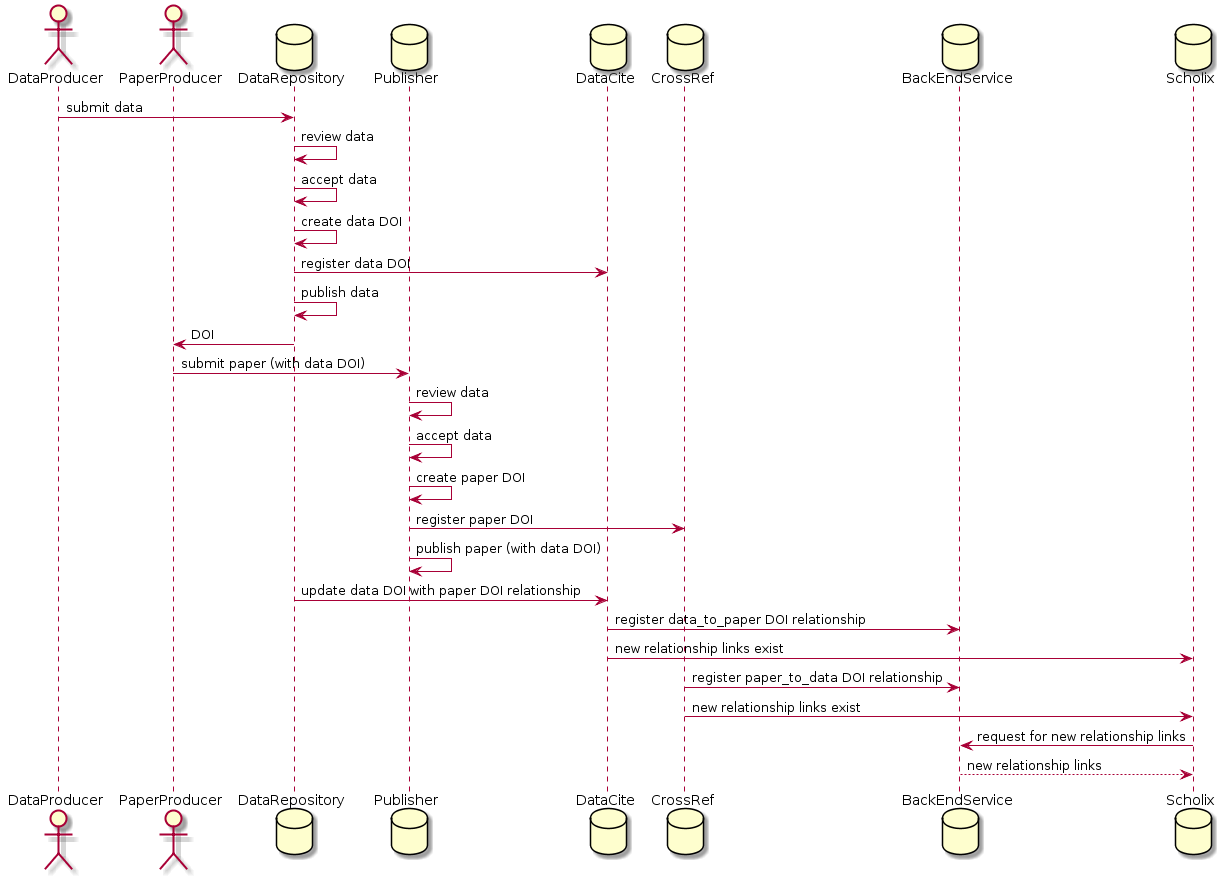 DataProducer PaperProducer DataRepository Publisher DataCite CrossRef BackEndService Scholix
submit data
review data
accept data
create data DOI
register data DOI
publish data
DOI
submit paper (with data DOI)
review data
accept data
create paper DOI
register paper DOI
publish paper (with data DOI)
update data DOI with paper DOI relationship
register data_to_paper DOI relationship
new relationship links exist
register paper_to_data DOI relationship
new relationship links exist
request for new relationship links
new relationship links
DataProducer PaperProducer DataRepository Publisher DataCite CrossRef BackEndService Scholix